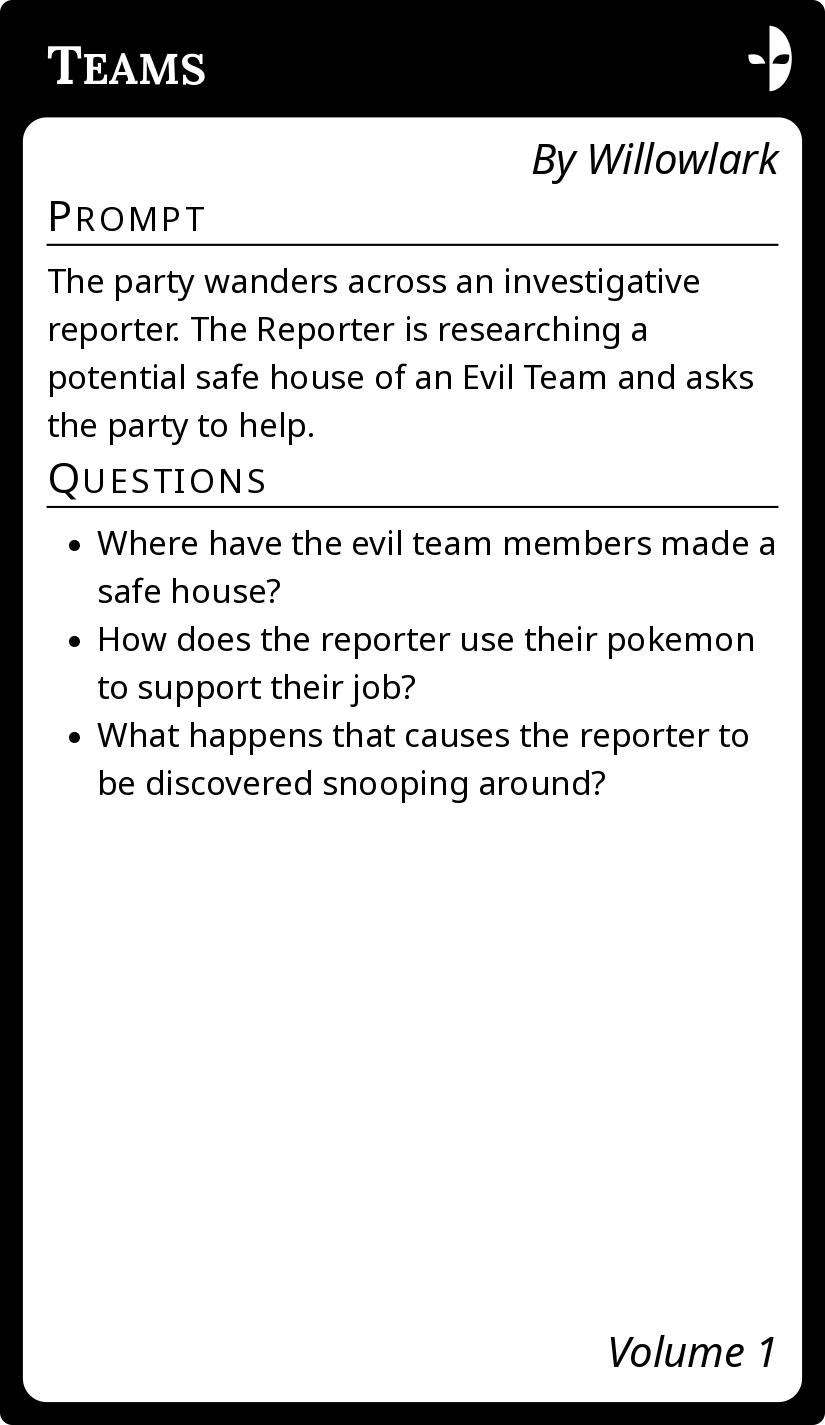 Teams
By Willowlark
Prompt
The party wanders across an investigative
reporter. The Reporter is researching a
potential safe house of an Evil Team and asks
the party to help.
Questions
• Where have the evil team members made a
safe house?
• How does the reporter use their pokemon
to support their job?
• What happens that causes the reporter to
be discovered snooping around?
Volume 1